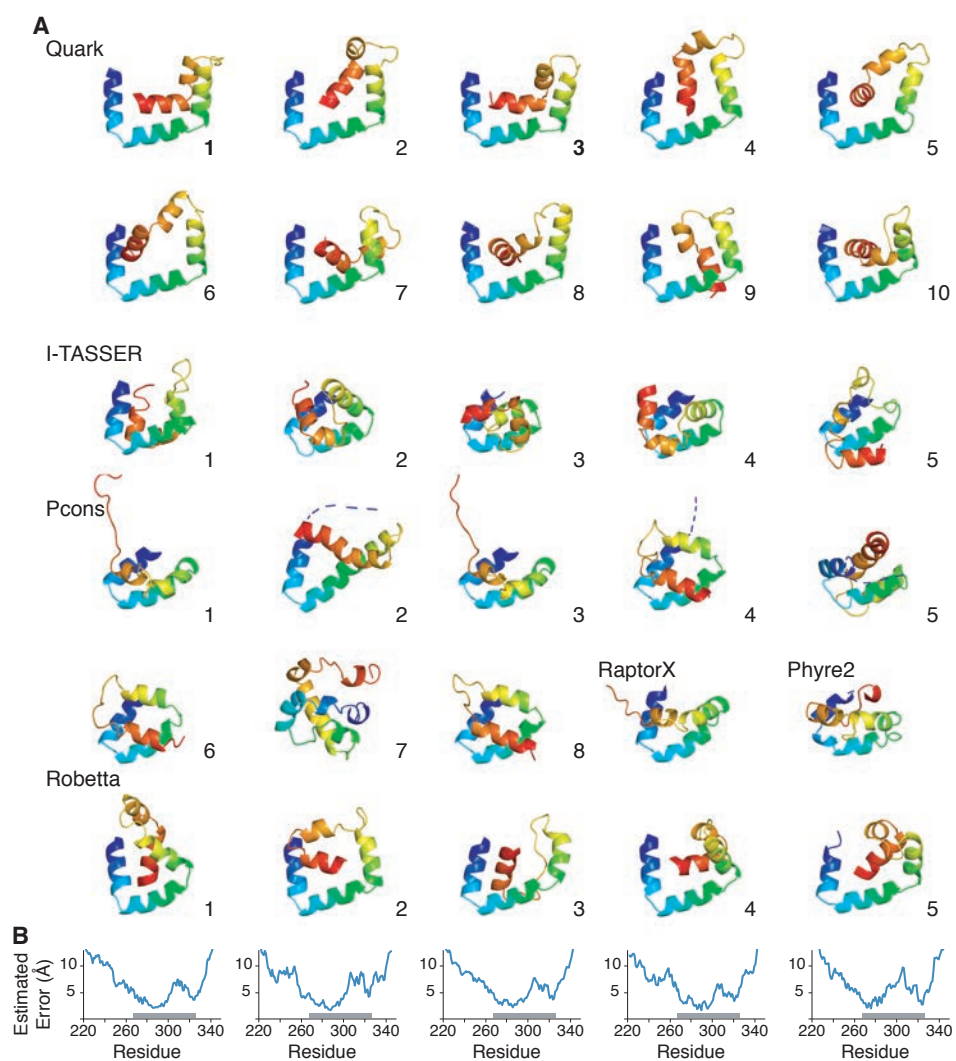 A
Quark
1 2 3 4 5
6 7 8 9 10
I-TASSER
1 2 3 4 5
Pcons
1 2 3 4 5
RaptorX Phyre2
6 7 8
Robetta
1 2 3 4 5
B
Estimated
Error (Å)
10 10 10 10 10
5 5 5 5 5
220 260 300 340 220 260 300 340 220 260 300 340 220 260 300 340 220 260 300 340
Residue Residue Residue Residue Residue